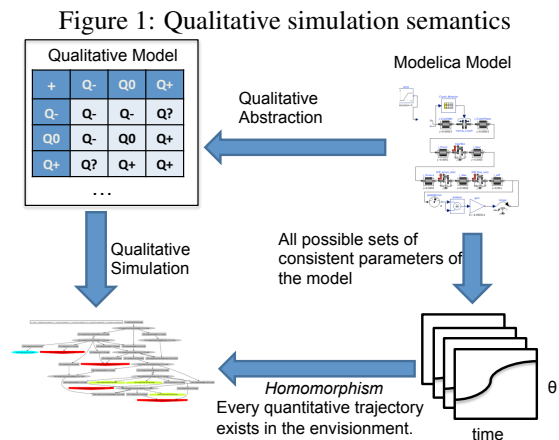 Figure 1: Qualitative simulation semantics
Qualitative Model
+ Q- Q0 Q+
Q- Q- Q- Q?
Q0 Q- Q0 Q+
Q+ Q? Q+ Q+
...
Modelica Model
Qualitative
Abstraction
Qualitative
Simulation
All possible sets of
consistent parameters of
the model
Homomorphism
Every quantitative trajectory
exists in the envisionment.
θ
time